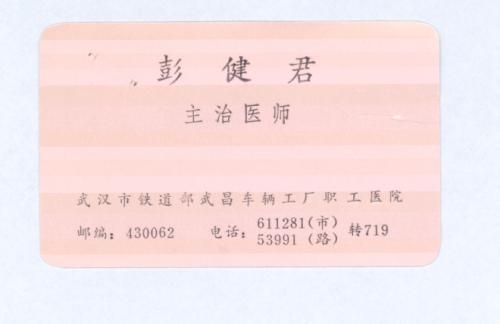 彭健君
主治医师
武汉市铁道部武昌车辆工厂职工医院
邮编：430062 电话：611281(市) 转719
53991 (路)